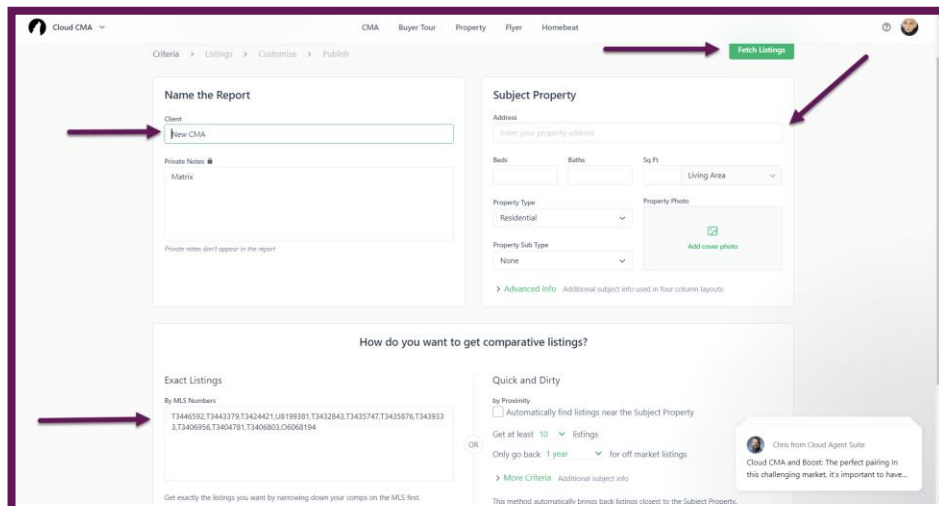 Cloud CMA
CMA Buyer Tour Property Flyer Homebeat
Criteria > Listings > Customize > Publish
Fetch Listings
Name the Report
Client
New CMA
Private Notes
Matrix
Private notes don't appear in the report
Subject Property
Address
Enter your property address
Beds Baths Sq Ft
Living Area
Property Type
Residential
Property Photo
Add cover photo
Property Sub Type
None
> Advanced Info Additional subject info used in four column layouts
How do you want to get comparative listings?
Exact Listings
By MLS Numbers
T3446592,T3443379,T3424421,U8199381,T3432843,T3435747,T3435876,T343933
3,T3406956,T3404781,T3406803,O6068194
Get exactly the listings you want by narrowing down your comps on the MLS first.
OR
Quick and Dirty
by Proximity
Automatically find listings near the Subject Property
Get at least 10 listings
Only go back 1 year for off market listings
> More Criteria Additional subject info
This method automatically brings back listings closest to the Subject Property.
Chris from Cloud Agent Suite
Cloud CMA and Boost: The perfect pairing In
this challenging market, it's important to have...